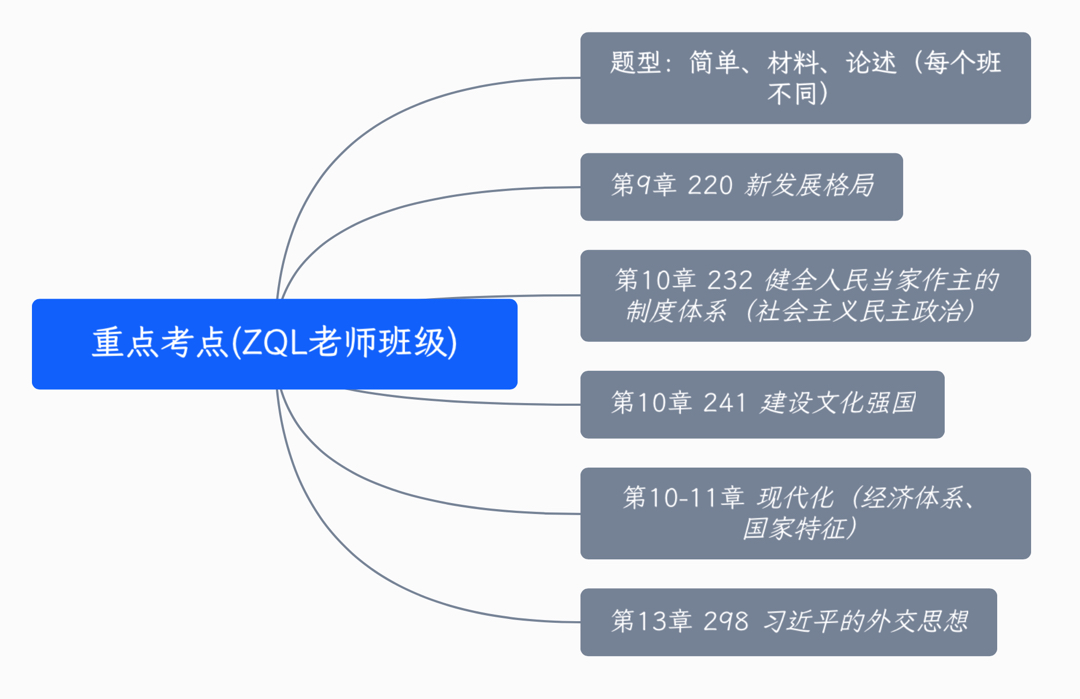 题型：简单、材料、论述（每个班
不同）
第9章 220 新发展格局
第10章 232 健全人民当家作主的
制度体系（社会主义民主政治）
重点考点(ZQL老师班级)
第10章 241 建设文化强国
第10-11章 现代化（经济体系、
国家特征）
第13章 298 习近平的外交思想